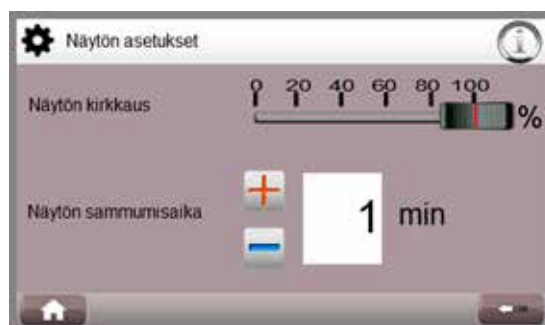 Näytön asetukset
0 20 40 60 80 100
Näytön kirkkaus
%
Näytön sammumisaika
1 min